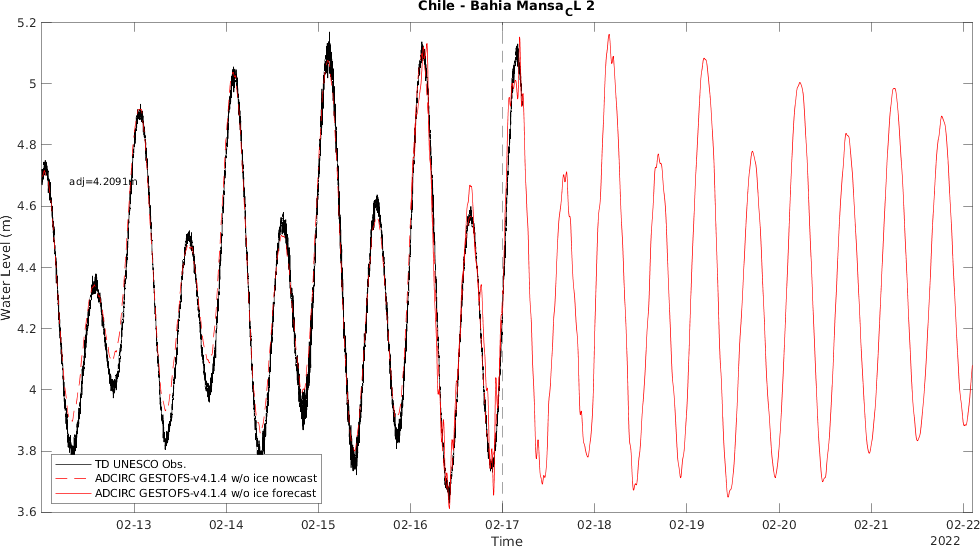 Chile - Bahia MansaCL 2
5.2
5
4.8
4.6
4.4
4.2
4
3.8
3.6
Water Level (m)
adj=4.2091m
TD UNESCO Obs.
ADCIRC GESTOFS-v4.1.4 w/o ice nowcast
ADCIRC GESTOFS-v4.1.4 w/o ice forecast
02-13 02-14 02-15 02-16 02-17 02-18 02-19 02-20 02-21 02-22
Time
2022